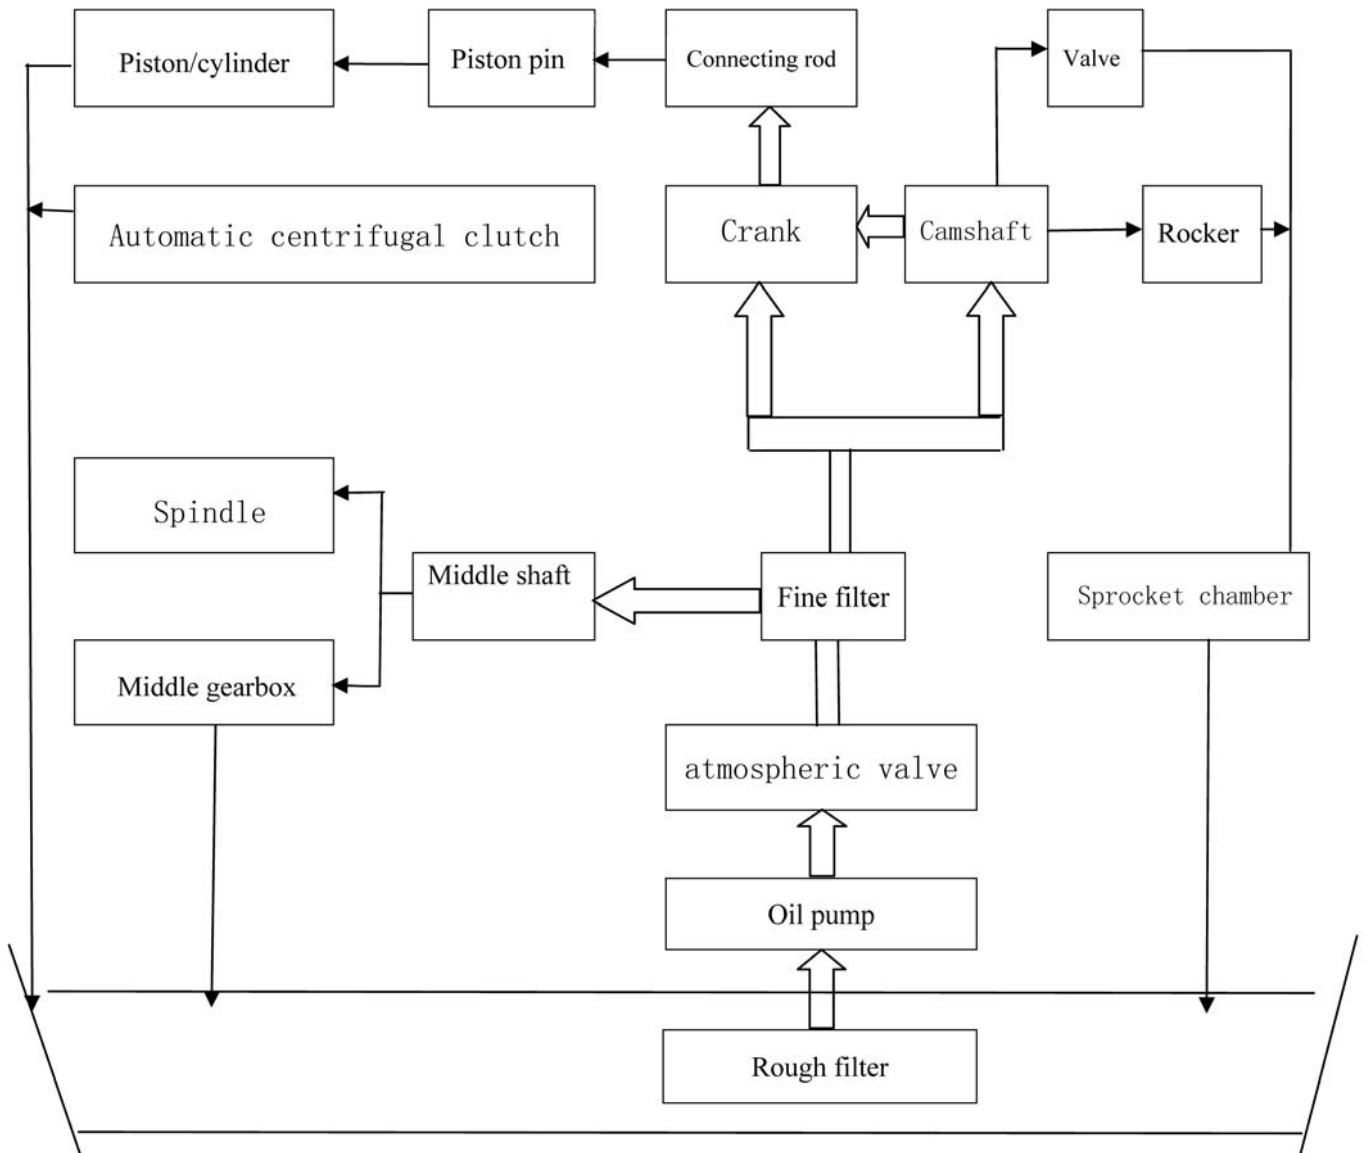 Piston/cylinder
Piston pin
Connecting rod
Valve
Automatic centrifugal clutch
Crank
Camshaft
Rocker
Spindle
Middle shaft
Fine filter
Sprocket chamber
Middle gearbox
atmospheric valve
Oil pump
Rough filter